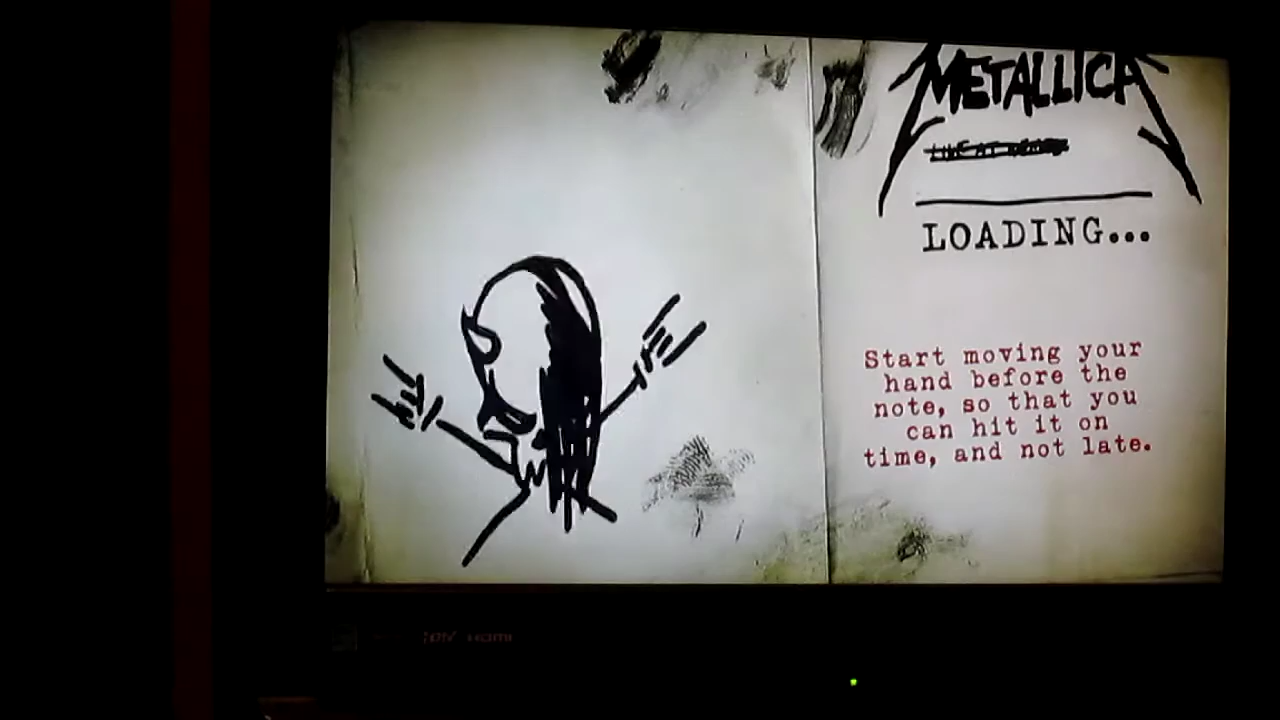 METALLICA
LOADING...
Start moving your
hand before the
note, so that you
can hit it on
time, and not late.